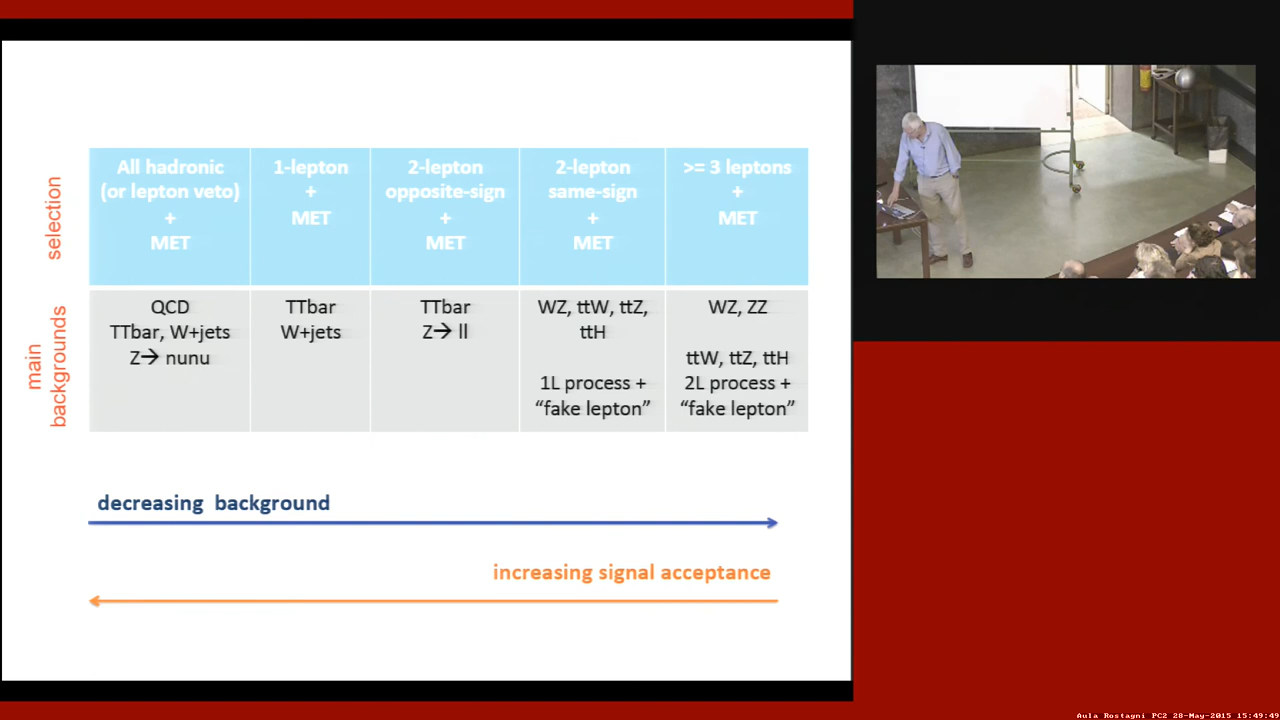 selection
All hadronic
(or lepton veto)
+
MET
1-lepton
+
MET
2-lepton
opposite-sign
+
MET
2-lepton
same-sign
+
MET
>= 3 leptons
+
MET
main
backgrounds
QCD
TTbar, W+jets
Z→ nunu
TTbar
W+jets
TTbar
Z→ ll
WZ, ttW, ttZ,
ttH
1L process +
“fake lepton”
WZ, ZZ
ttW, ttZ, ttH
2L process +
“fake lepton”
decreasing background
increasing signal acceptance
Aula Rostagni PC2 28-May-2015 15:49:49